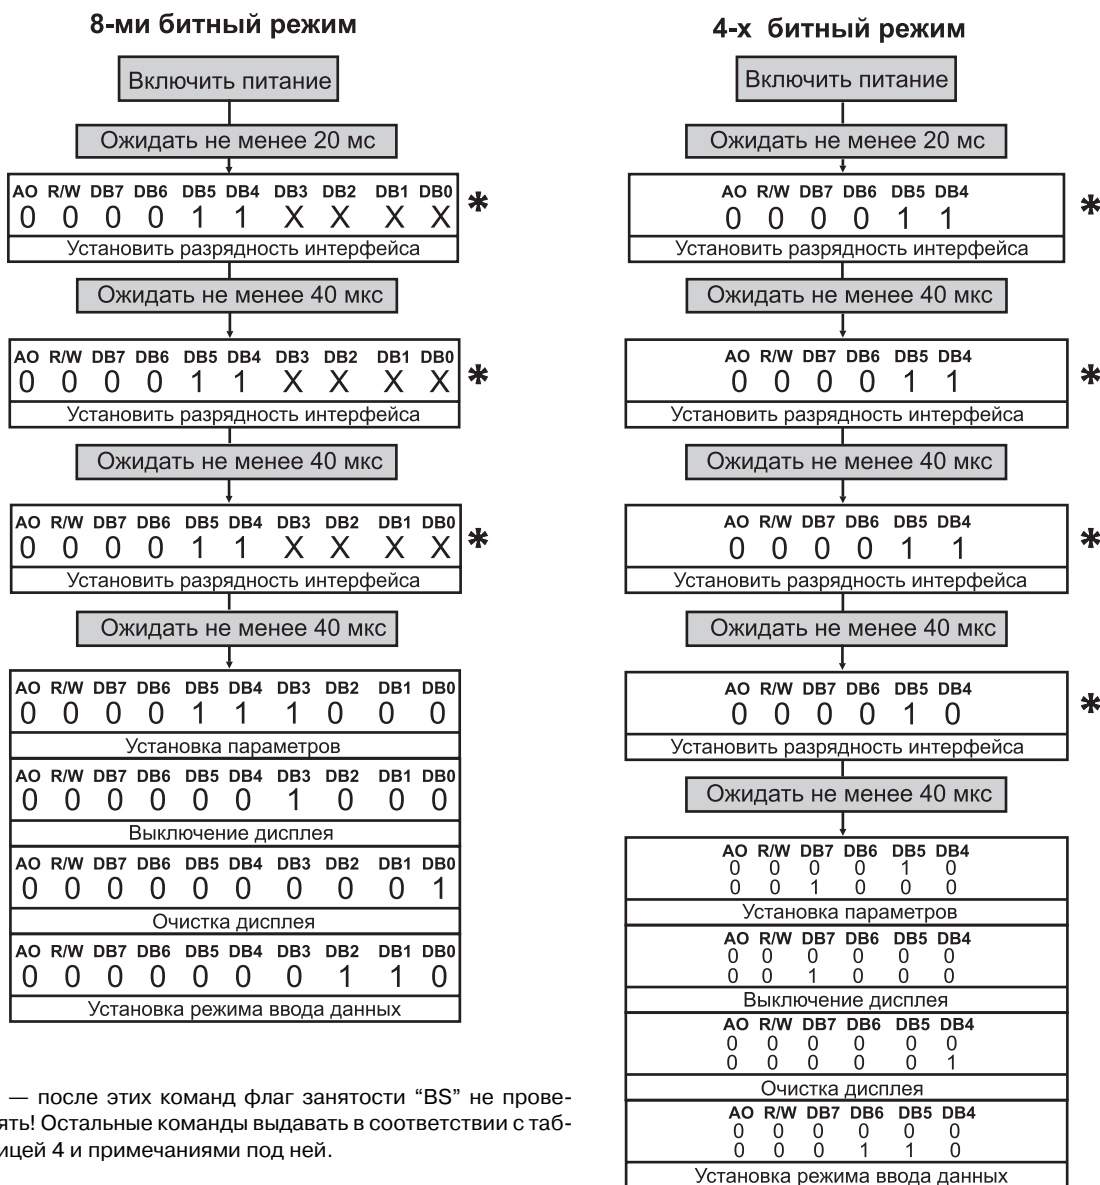 8-ми битный режим
Включить питание
Ожидать не менее 20 мс
AO R/W DB7 DB6 DB5 DB4 DB3 DB2 DB1 DB0
0 0 0 0 1 1 X X X X *
Установить разрядность интерфейса
Ожидать не менее 40 мкс
AO R/W DB7 DB6 DB5 DB4 DB3 DB2 DB1 DB0
0 0 0 0 1 1 X X X X *
Установить разрядность интерфейса
Ожидать не менее 40 мкс
AO R/W DB7 DB6 DB5 DB4 DB3 DB2 DB1 DB0
0 0 0 0 1 1 X X X X *
Установить разрядность интерфейса
Ожидать не менее 40 мкс
AO R/W DB7 DB6 DB5 DB4 DB3 DB2 DB1 DB0
0 0 0 0 1 1 1 0 0 0
Установка параметров
AO R/W DB7 DB6 DB5 DB4 DB3 DB2 DB1 DB0
0 0 0 0 0 0 1 0 0 0
Выключение дисплея
AO R/W DB7 DB6 DB5 DB4 DB3 DB2 DB1 DB0
0 0 0 0 0 0 0 0 0 1
Очистка дисплея
AO R/W DB7 DB6 DB5 DB4 DB3 DB2 DB1 DB0
0 0 0 0 0 0 0 1 1 0
Установка режима ввода данных
— после этих команд флаг занятости “BS” не прове-
ять! Остальные команды выдавать в соответствии с таб-
ицей 4 и примечаниями под ней.
4-х битный режим
Включить питание
Ожидать не менее 20 мс
AO R/W DB7 DB6 DB5 DB4
0 0 0 0 1 1 *
Установить разрядность интерфейса
Ожидать не менее 40 мкс
AO R/W DB7 DB6 DB5 DB4
0 0 0 0 1 1 *
Установить разрядность интерфейса
Ожидать не менее 40 мкс
AO R/W DB7 DB6 DB5 DB4
0 0 0 0 1 1 *
Установить разрядность интерфейса
Ожидать не менее 40 мкс
AO R/W DB7 DB6 DB5 DB4
0 0 0 0 1 0 *
Установить разрядность интерфейса
Ожидать не менее 40 мкс
AO R/W DB7 DB6 DB5 DB4
0 0 0 0 1 0
0 0 1 0 0 0
Установка параметров
AO R/W DB7 DB6 DB5 DB4
0 0 0 0 0 0
0 0 1 0 0 0
Выключение дисплея
AO R/W DB7 DB6 DB5 DB4
0 0 0 0 0 0
0 0 0 0 0 1
Очистка дисплея
AO R/W DB7 DB6 DB5 DB4
0 0 0 0 0 0
0 0 0 1 1 0
Установка режима ввода данных